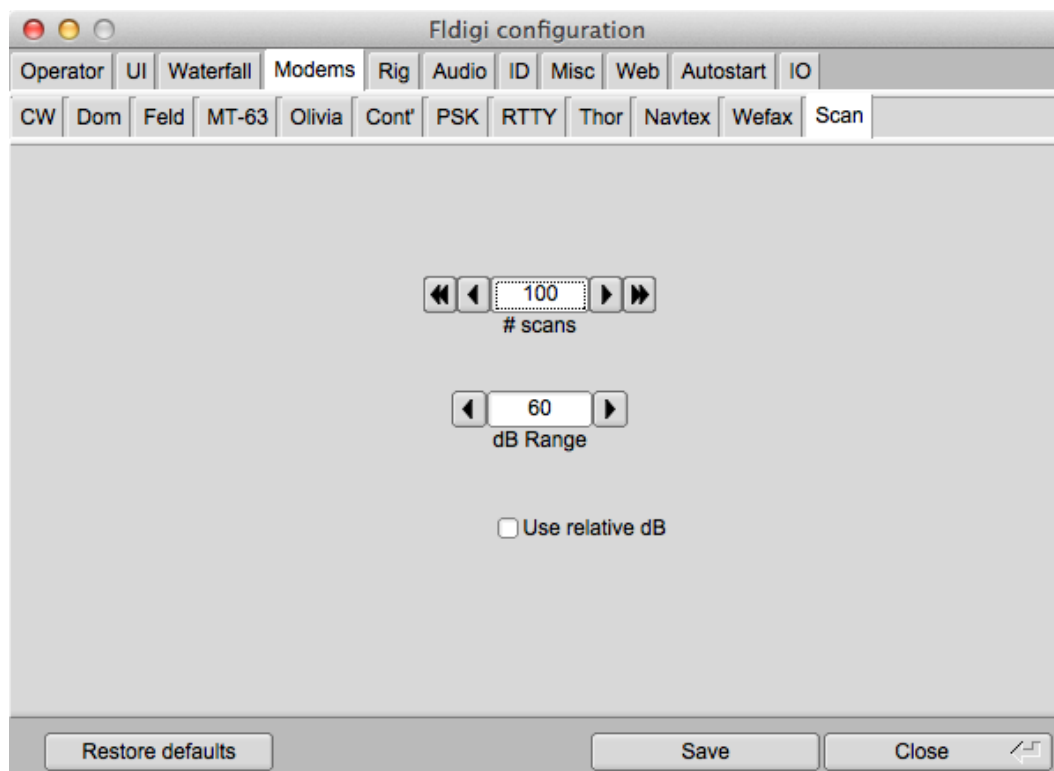 Fldigi configuration
Operator UI Waterfall Modems Rig Audio ID Misc Web Autostart IO
CW Dom Feld MT-63 Olivia Cont' PSK RTTY Thor Navtex Wefax Scan
100
# scans
60
dB Range
Use relative dB
Restore defaults Save Close